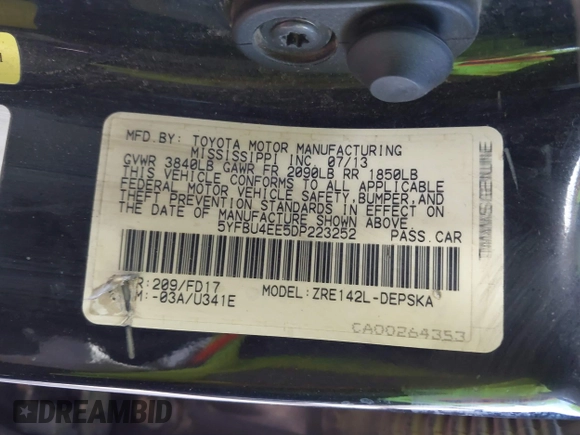 MFD.BY: TOYOTA MOTOR MANUFACTURING
MISSISSIPPI INC 07/13
GVWR 3840LB GAWR FR 2090LB RR 1850LB
THIS VEHICLE CONFORMS TO ALL APPLICABLE
FEDERAL MOTOR VEHICLE SAFETY,BUMPER,AND
THEFT PREVENTION STANDARDS IN EFFECT ON
THE DATE OF MANUFACTURE SHOWN ABOVE.
5YFBU4EE5DP223252 PASS.CAR
R:209/FD17 MODEL:ZRE142L-DEPSKA
M:-03A/U341E
CA00264353
GENUINE
DREAMBID